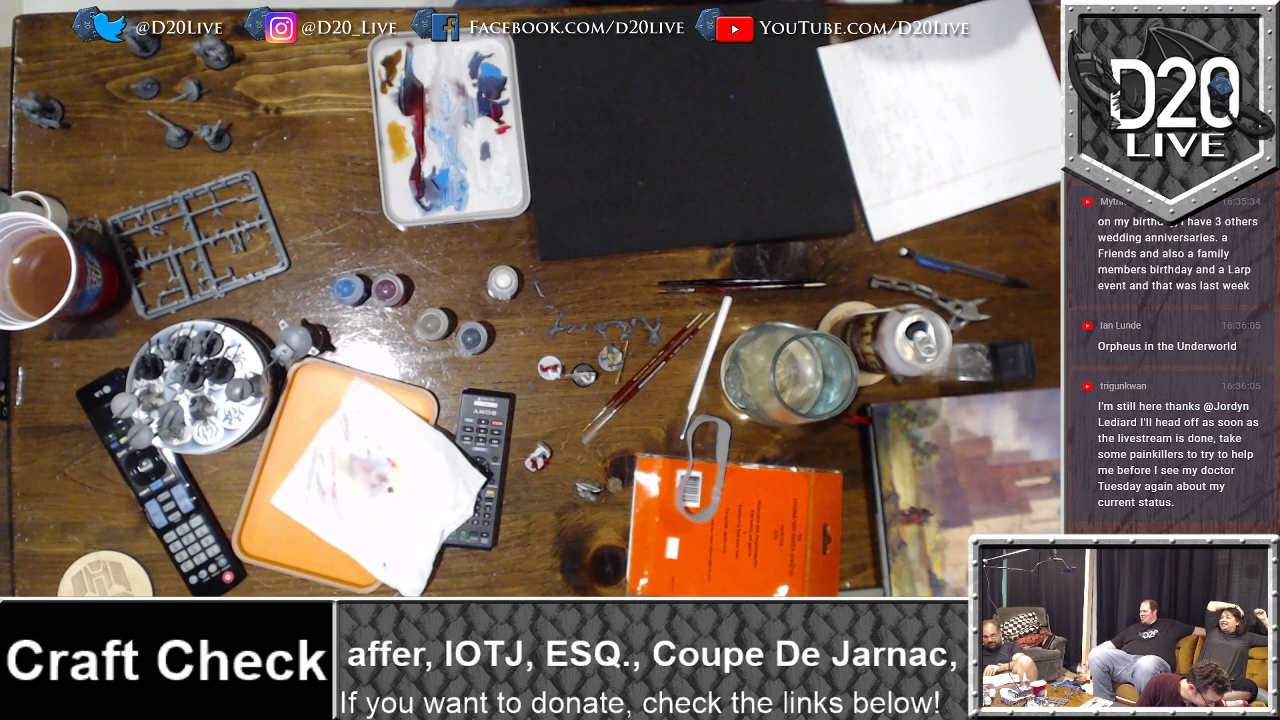 @D20Live
@D20_Live
Facebook.com/d20live
YouTube.com/D20Live
D20
LIVE
16:35:34
on my birthday, i have 3 others
wedding anniversaries. a
Friends and also a family
members birthday and a Larp
event and that was last week
Ian Lunde 16:36:05
Orpheus in the Underworld
trigunkwan 16:36:05
I'm still here thanks @Jordyn
Lediard I'll head off as soon as
the livestream is done, take
some painkillers to try to help
me before I see my doctor
Tuesday again about my
current status.
SONY
Craft Check
affer, IOTJ, ESQ., Coupe De Jarnac,
If you want to donate, check the links below!